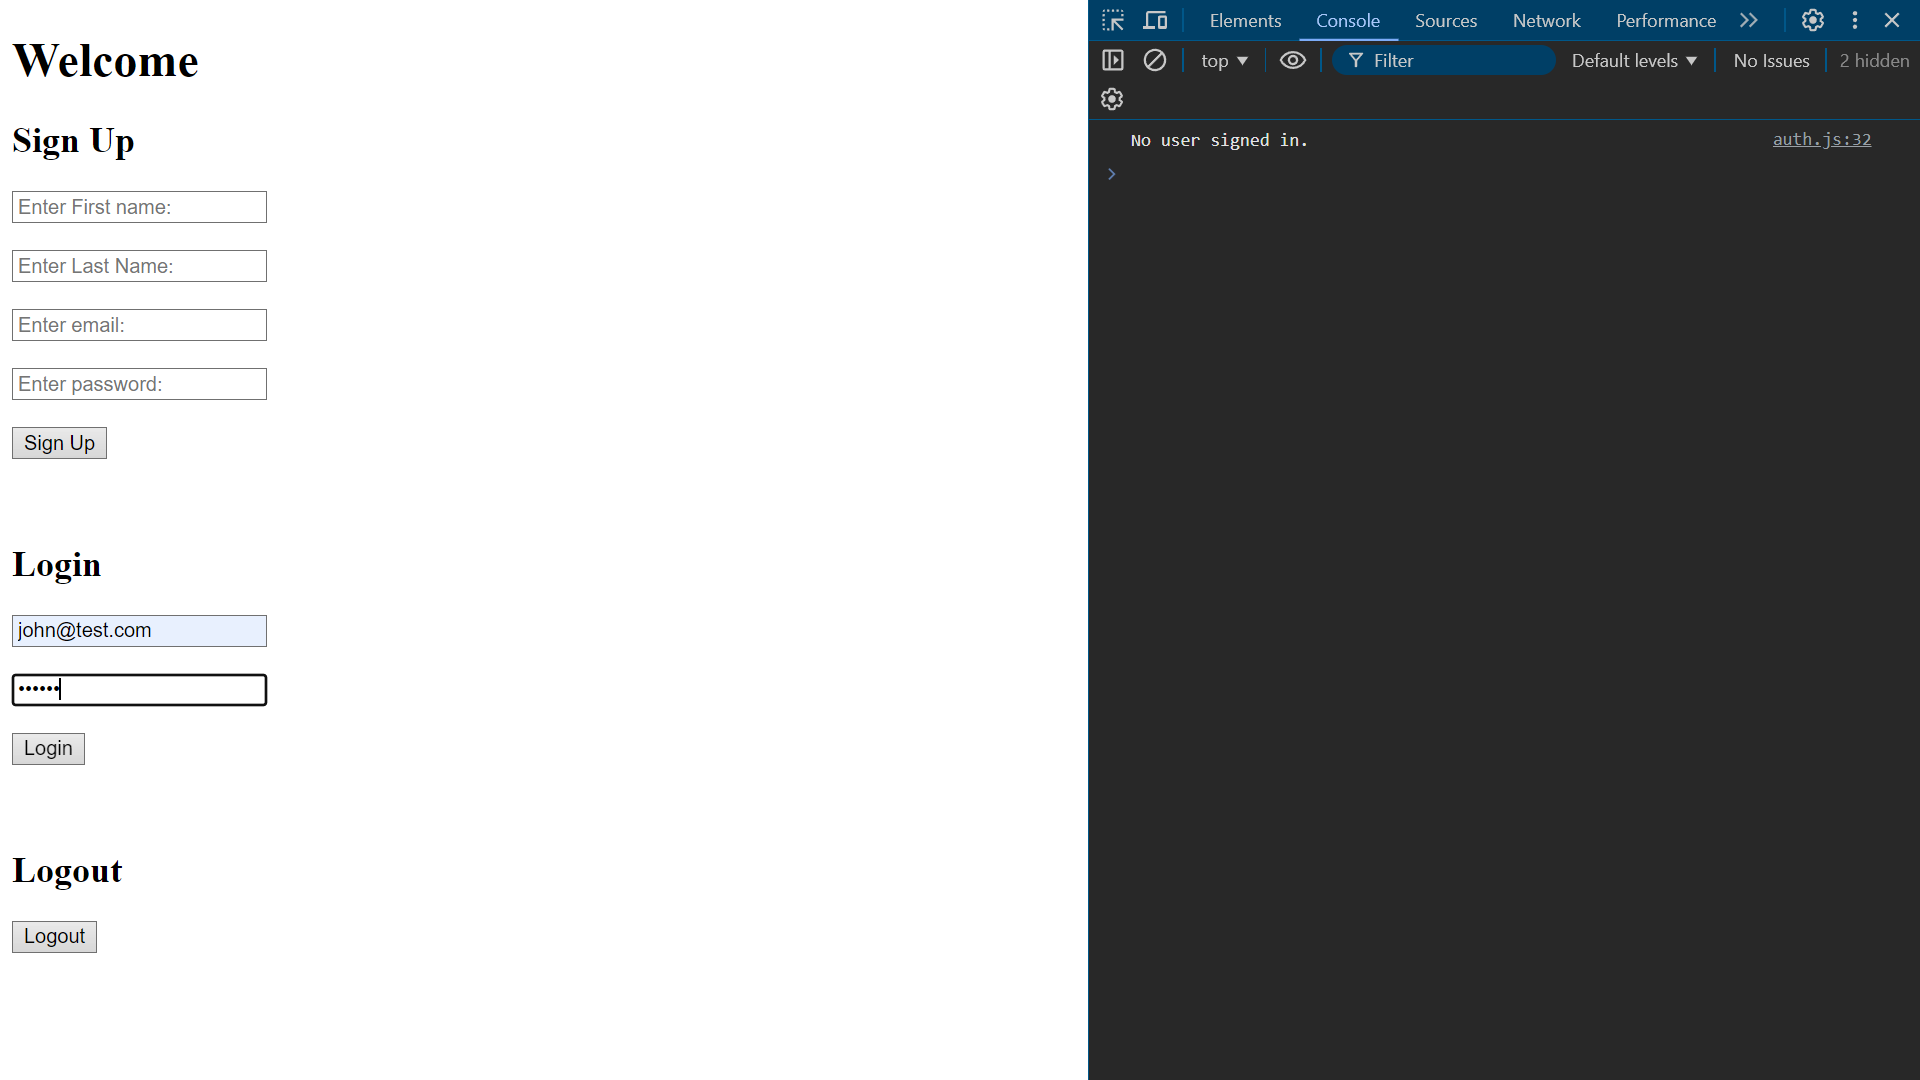 Welcome
Sign Up
Enter First name:
Enter Last Name:
Enter email:
Enter password:
Sign Up
Login
john@test.com
••••••
Login
Logout
Logout
Elements Console Sources Network Performance
top ▼ Filter Default levels ▼ No Issues 2 hidden
No user signed in. auth.js:32